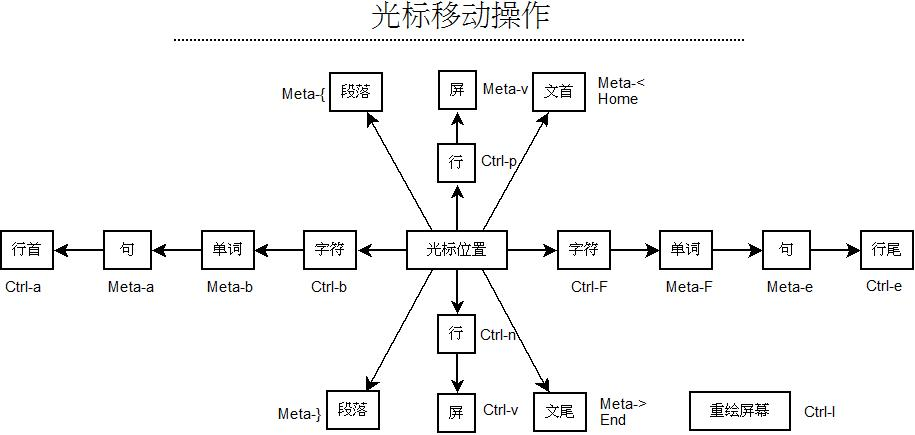 光标移动操作
Meta-{ 段落 屏 Meta-v 文首 Meta-<
Home
行 Ctrl-p
行首 句 单词 字符 光标位置 字符 单词 句 行尾
Ctrl-a Meta-a Meta-b Ctrl-b Ctrl-F Meta-F Meta-e Ctrl-e
行 Ctrl-n
Meta-} 段落 屏 Ctrl-v 文尾 Meta->
End
重绘屏幕 Ctrl-l